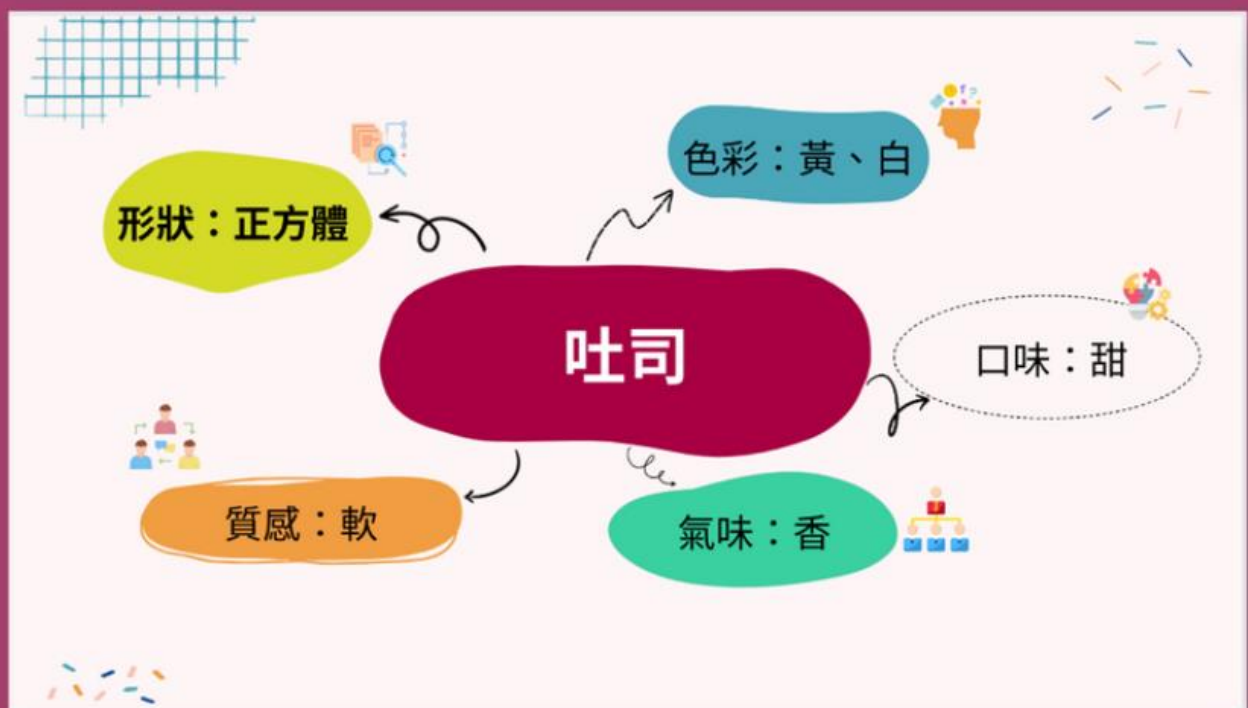 色彩：黃、白
形狀：正方體
吐司
口味：甜
質感：軟
氣味：香